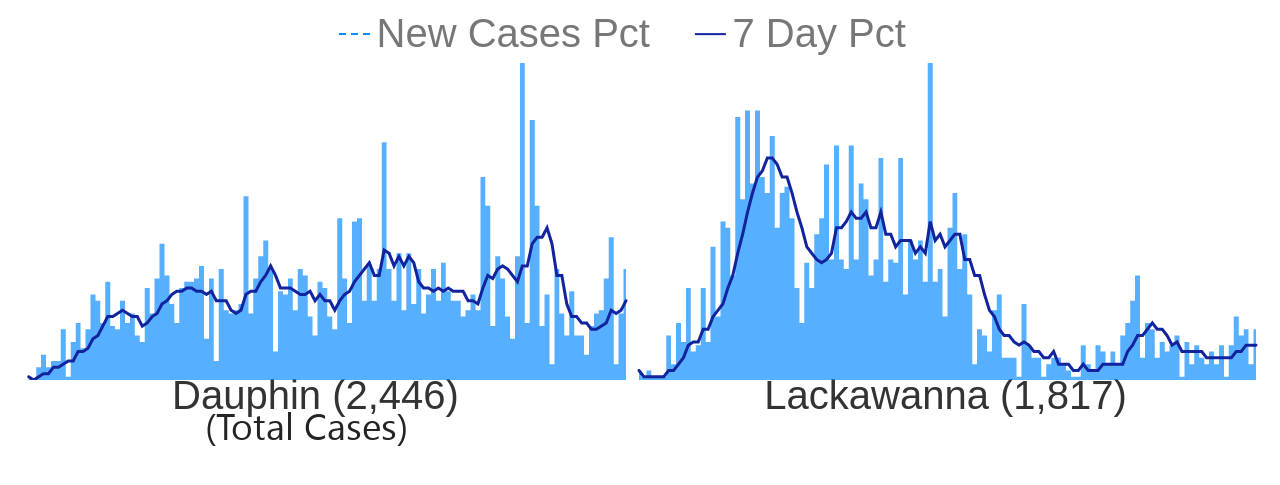 New Cases Pct 7 Day Pct
Dauphin (2,446) Lackawanna (1,817)
(Total Cases)